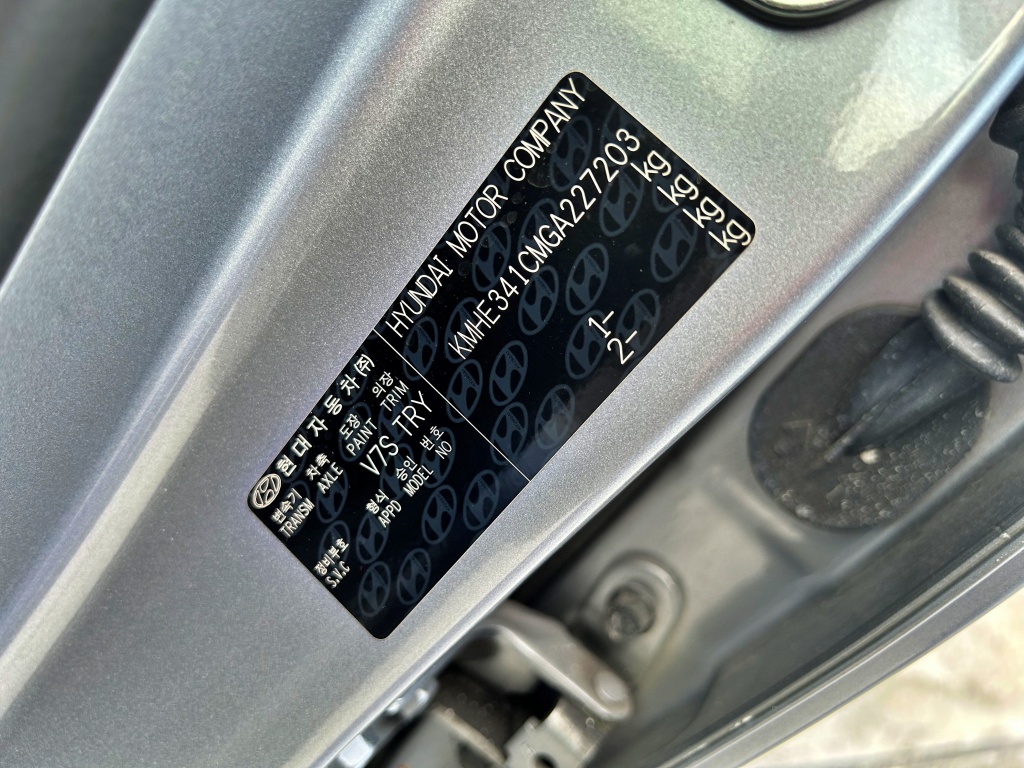 현대자동차(주) HYUNDAI MOTOR COMPANY
변속기 차축 도장 의장
TRANSM AXLE PAINT TRIM
V7S TRY
KMHE341CMGA227203
kg
kg
kg
kg
형식 승인 번호
APPD MODEL NO
1-
2-
정비부호
S.V.C